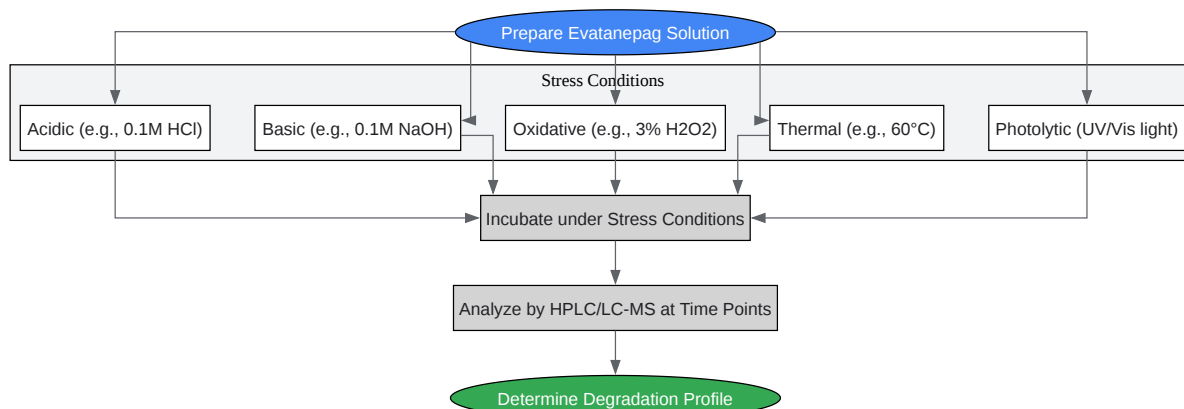 Prepare Evatanepag Solution
Stress Conditions
Acidic (e.g., 0.1M HCl)
Basic (e.g., 0.1M NaOH)
Oxidative (e.g., 3% H2O2)
Thermal (e.g., 60°C)
Photolytic (UV/Vis light)
Incubate under Stress Conditions
Analyze by HPLC/LC-MS at Time Points
Determine Degradation Profile